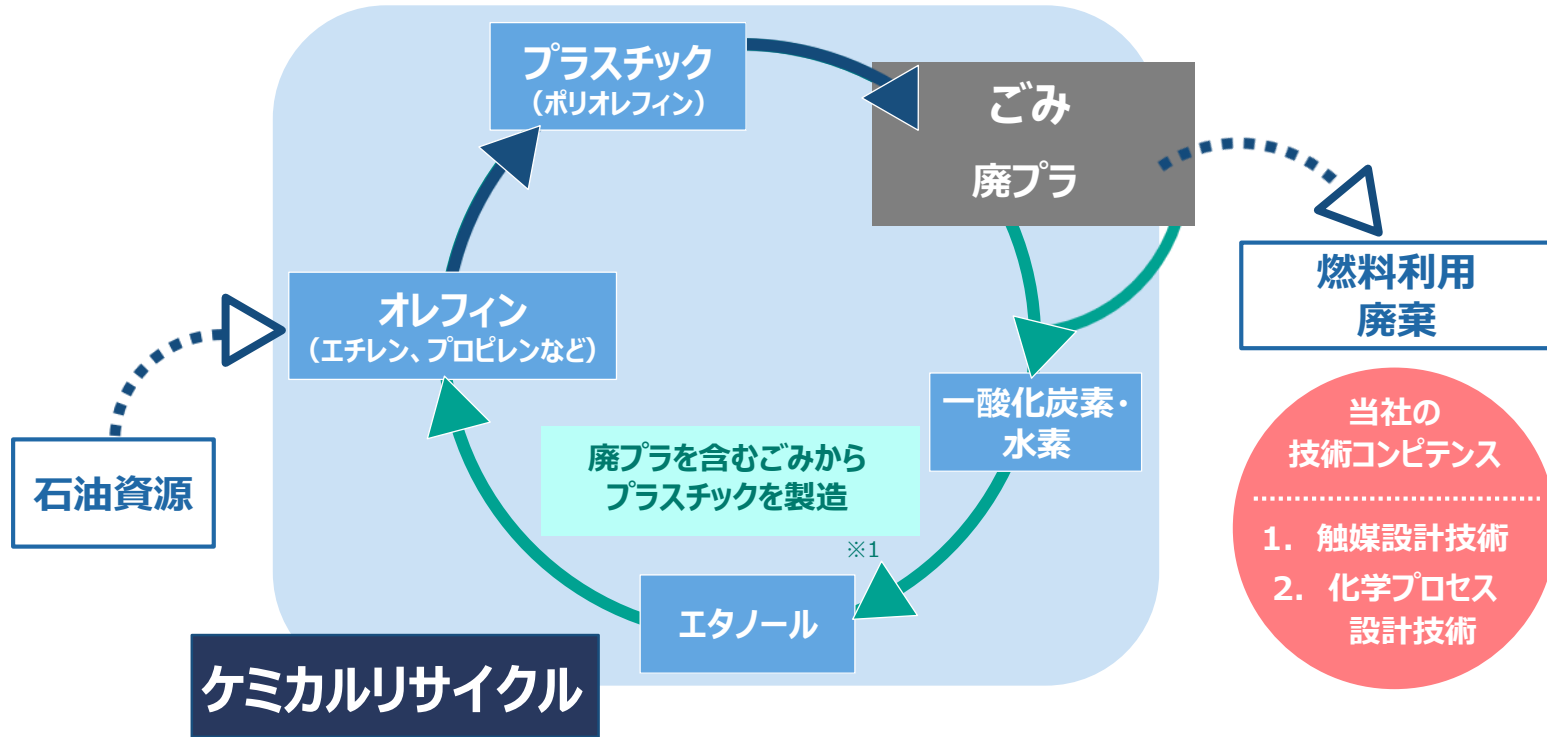 プラスチック
（ポリオレフィン）
ごみ
廃プラ
燃料利用
廃棄
オレフィン
（エチレン、プロピレンなど）
一酸化炭素・
水素
石油資源
廃プラを含むごみから
プラスチックを製造
※1
エタノール
ケミカルリサイクル
当社の
技術コンピテンス
1. 触媒設計技術
2. 化学プロセス
設計技術